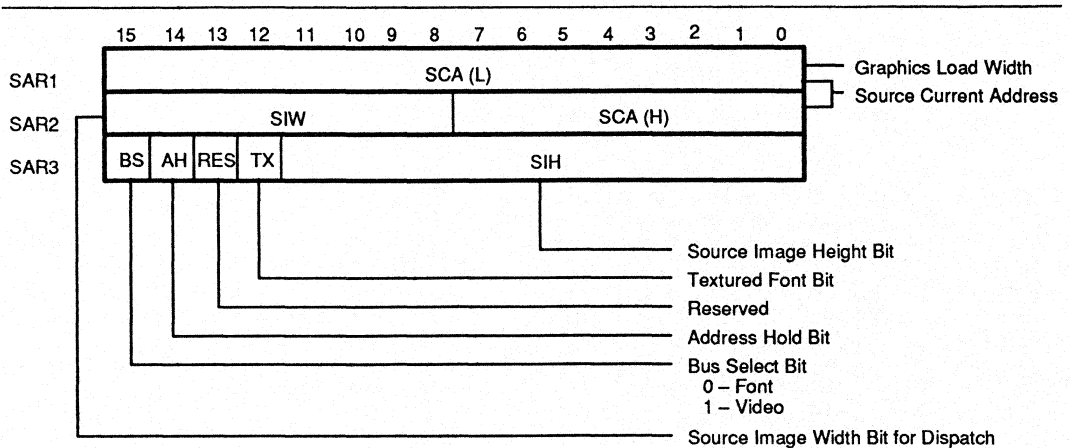 15 14 13 12 11 10 9 8 7 6 5 4 3 2 1 0
SAR1 SCA (L) Graphics Load Width
Source Current Address
SAR2 SIW SCA (H)
SAR3 BS AH RES TX SIH
Source Image Height Bit
Textured Font Bit
Reserved
Address Hold Bit
Bus Select Bit
0 – Font
1 – Video
Source Image Width Bit for Dispatch